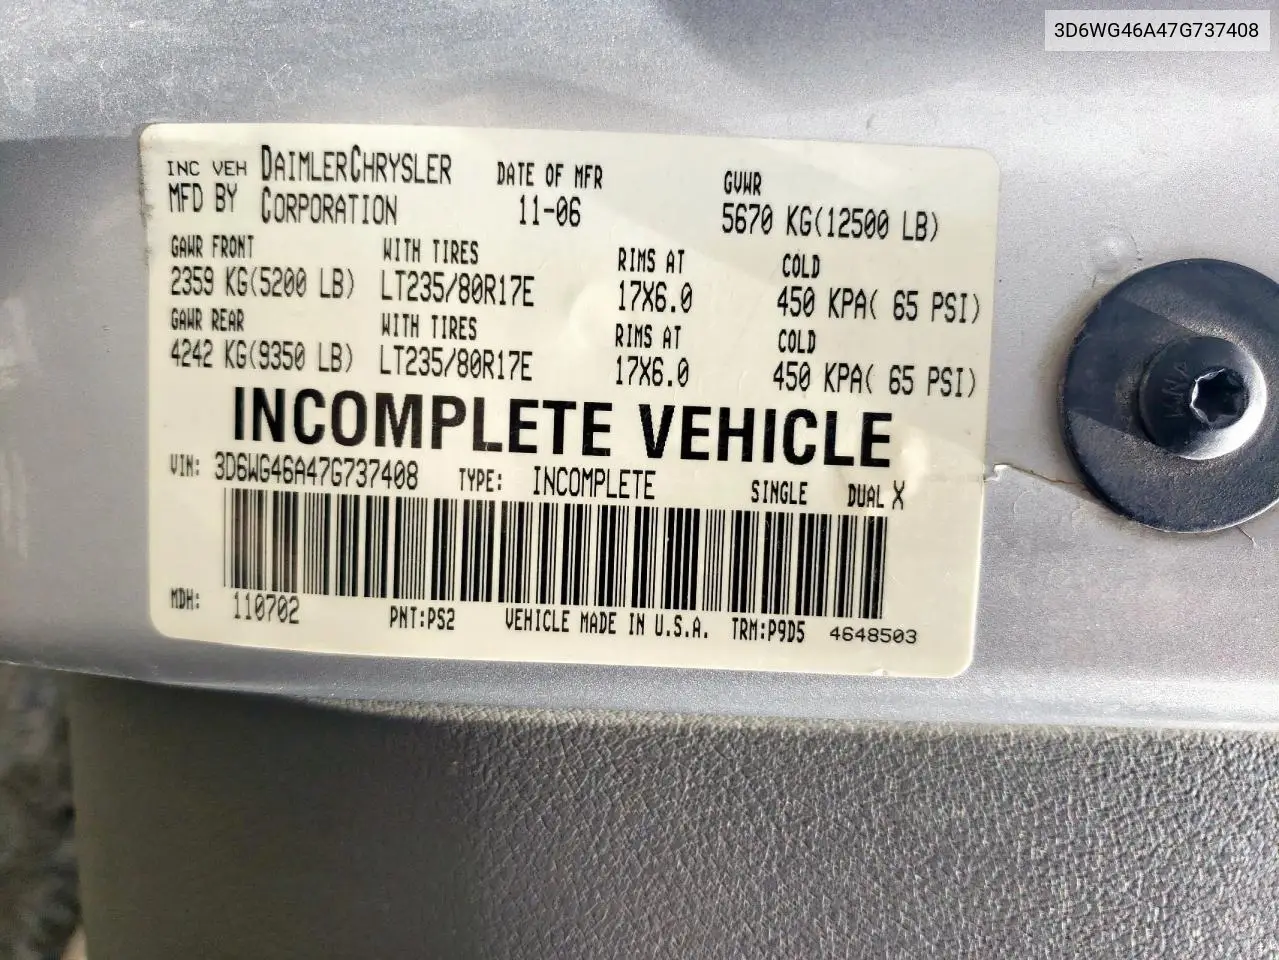 3D6WG46A47G737408
INC VEH DAIMLERCHRYSLER DATE OF MFR GVWR
MFD BY CORPORATION 11-06 5670 KG(12500 LB)
GAWR FRONT WITH TIRES RIMS AT COLD
2359 KG(5200 LB) LT235/80R17E 17X6.0 450 KPA( 65 PSI)
GAWR REAR WITH TIRES RIMS AT COLD
4242 KG(9350 LB) LT235/80R17E 17X6.0 450 KPA( 65 PSI)
INCOMPLETE VEHICLE
VIN: 3D6WG46A47G737408 TYPE: INCOMPLETE SINGLE DUAL X
MDH: 110702 PNT:PS2 VEHICLE MADE IN U.S.A. TRM:P9D5 4648503